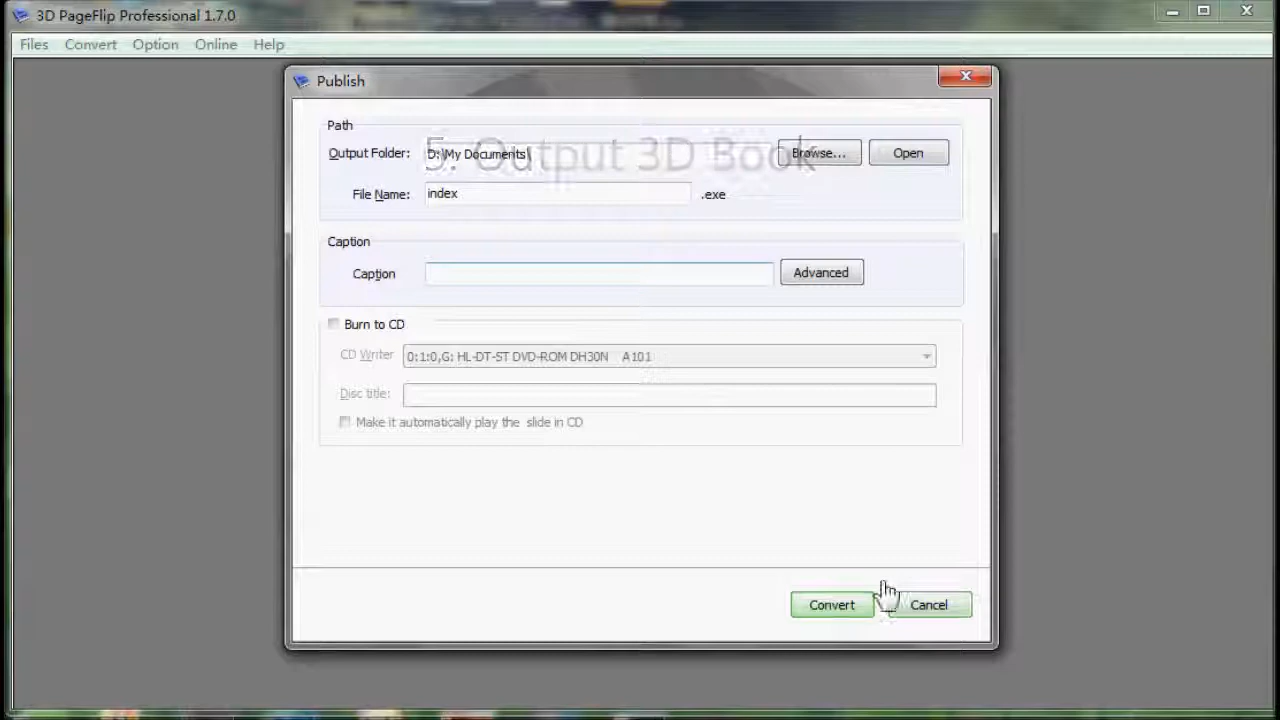 3D PageFlip Professional 1.7.0
Files Convert Option Online Help
Publish
Path
5. Output 3D Book
Output Folder: D:\My Documents\ Browse... Open
File Name: index .exe
Caption
Caption Advanced
Burn to CD
CD Writer 0:1:0,G: HL-DT-ST DVD-ROM DH30N A101
Disc title:
Make it automatically play the slide in CD
Convert Cancel